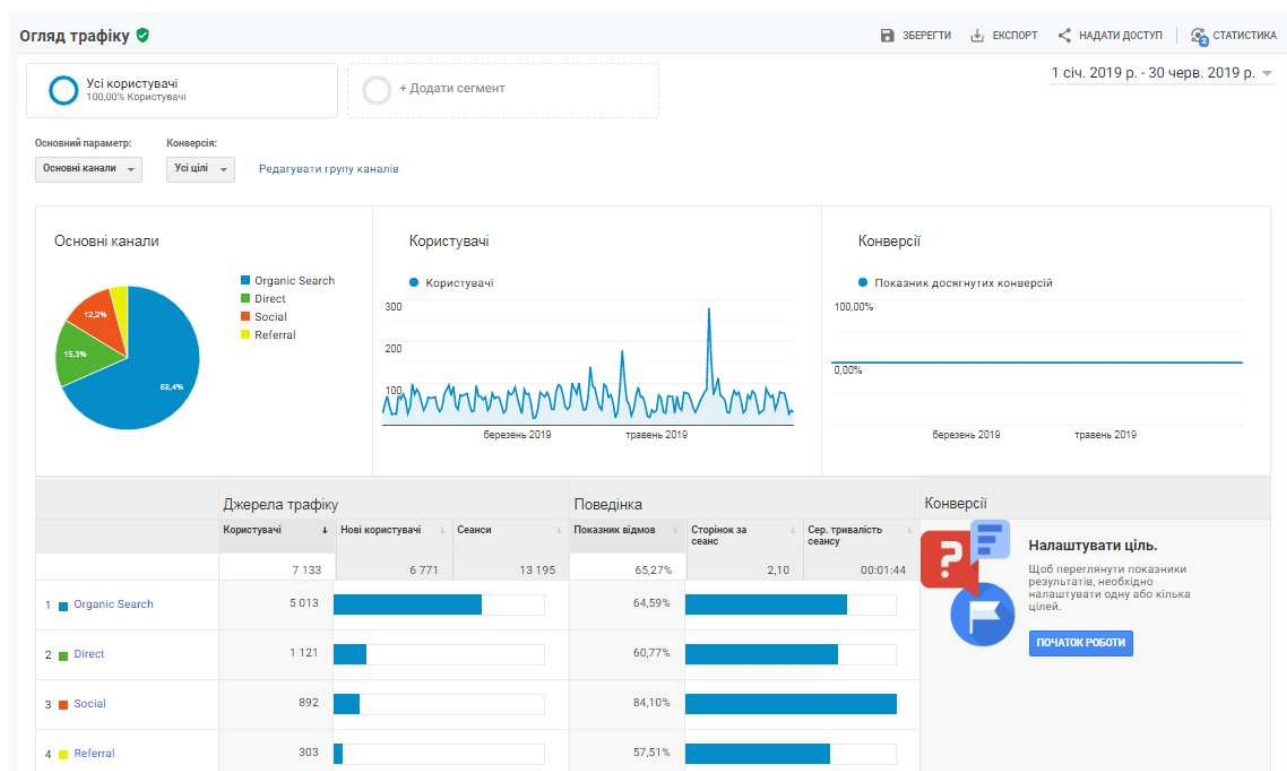 Огляд трафіку
ЗБЕРЕГТИ ЕКСПОРТ НАДАТИ ДОСТУП 2 СТАТИСТИКА
Усі користувачі
100,00% Користувачі
+ Додати сегмент
1 січ. 2019 р. - 30 черв. 2019 р.
Основний параметр: Конверсія:
Основні канали Усі цілі Редагувати групу каналів
Основні канали
Organic Search
Direct
Social
Referral
12,2%
15,3%
68,4%
Користувачі
Користувачі
300
200
100
березень 2019 травень 2019
Конверсії
Показник досягнутих конверсій
100,00%
0,00%
березень 2019 травень 2019
Джерела трафіку Поведінка Конверсії
Користувачі Нові користувачі Сеанси Показник відмов Сторінок за сеанс Сер. тривалість сеансу
7 133 6 771 13 195 65,27% 2,10 00:01:44
1 Organic Search 5 013 64,59%
2 Direct 1 121 60,77%
3 Social 892 84,10%
4 Referral 303 57,51%
Налаштувати ціль.
Щоб переглянути показники
результатів, необхідно
налаштувати одну або кілька
цілей.
ПОЧАТОК РОБОТИ